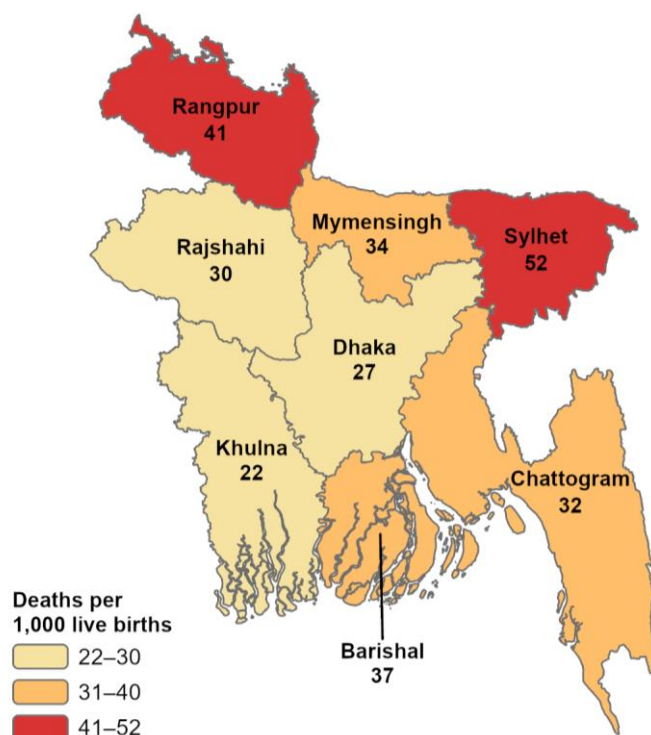 Rangpur
41
Mymensingh
34
Sylhet
52
Rajshahi
30
Dhaka
27
Khulna
22
Chattogram
32
Barishal
37
Deaths per
1,000 live births
22–30
31–40
41–52